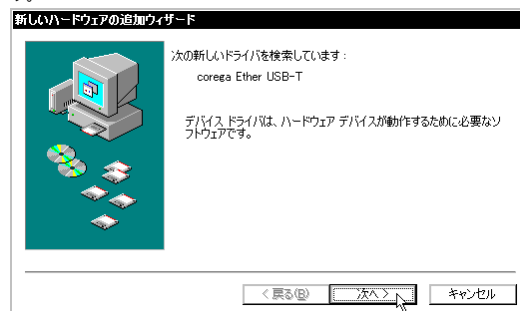 新しいハードウェアの追加ウィザード
次の新しいドライバを検索しています：
corega Ether USB-T
デバイス ドライバは、ハードウェア デバイスが動作するために必要なソ
フトウェアです。
< 戻る(B)
次へ >
キャンセル